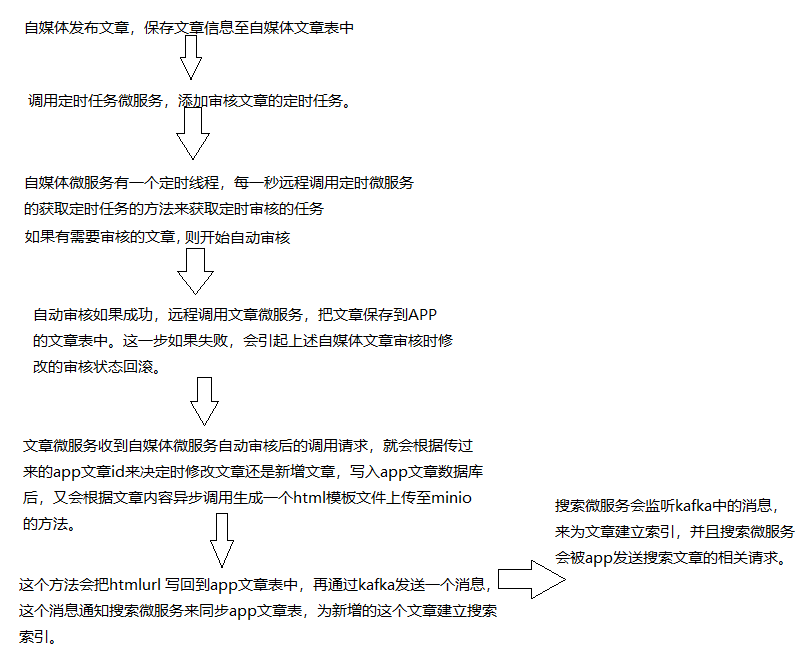 自媒体发布文章，保存文章信息至自媒体文章表中
调用定时任务微服务，添加审核文章的定时任务。
自媒体微服务有一个定时线程，每一秒远程调用定时微服务
的获取定时任务的方法来获取定时审核的任务
如果有需要审核的文章,则开始自动审核
自动审核如果成功，远程调用文章微服务，把文章保存到APP
的文章表中。这一步如果失败，会引起上述自媒体文章审核时修
改的审核状态回滚。
文章微服务收到自媒体微服务自动审核后的调用请求，就会根据传过
来的app文章id来决定时修改文章还是新增文章，写入app文章数据库
后，又会根据文章内容异步调用生成一个html模板文件上传至minio
的方法。
这个方法会把htmlurl 写回到app文章表中，再通过kafka发送一个消息，
这个消息通知搜索微服务来同步app文章表，为新增的这个文章建立搜索
索引。
搜索微服务会监听kafka中的消息，
来为文章建立索引，并且搜索微服务
会被app发送搜索文章的相关请求。